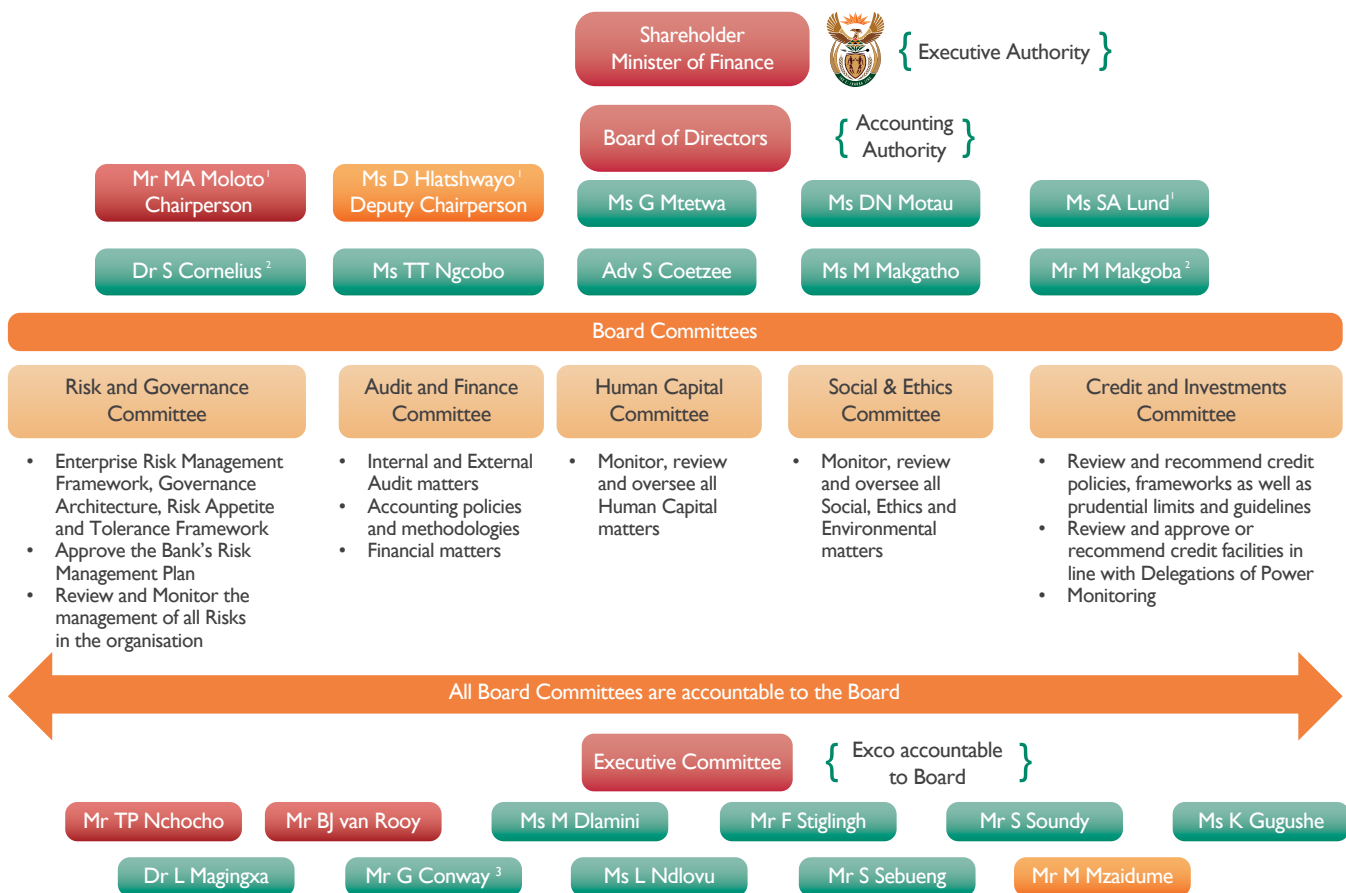 Shareholder
Minister of Finance
{ Executive Authority }
Board of Directors
{ Accounting
Authority }
Mr MA Moloto ¹
Chairperson
Ms D Hlatshwayo ¹
Deputy Chairperson
Ms G Mtetwa
Ms DN Motau
Ms SA Lund ¹
Dr S Cornelius ²
Ms TT Ngcobo
Adv S Coetzee
Ms M Makgatho
Mr M Makgoba ²
Board Committees
Risk and Governance
Committee
• Enterprise Risk Management
Framework, Governance
Architecture, Risk Appetite
and Tolerance Framework
• Approve the Bank’s Risk
Management Plan
• Review and Monitor the
management of all Risks
in the organisation
Audit and Finance
Committee
• Internal and External
Audit matters
• Accounting policies
and methodologies
• Financial matters
Human Capital
Committee
• Monitor, review
and oversee all
Human Capital
matters
Social & Ethics
Committee
• Monitor, review
and oversee all
Social, Ethics and
Environmental
matters
Credit and Investments
Committee
• Review and recommend credit
policies, frameworks as well as
prudential limits and guidelines
• Review and approve or
recommend credit facilities in
line with Delegations of Power
• Monitoring
All Board Committees are accountable to the Board
Executive Committee
{ Exco accountable
to Board }
Mr TP Nchocho
Mr BJ van Rooy
Ms M Dlamini
Mr F Stiglingh
Mr S Soundy
Ms K Gugushe
Dr L Magingxa
Mr G Conway ³
Ms L Ndlovu
Mr S Sebueng
Mr M Mzaidume